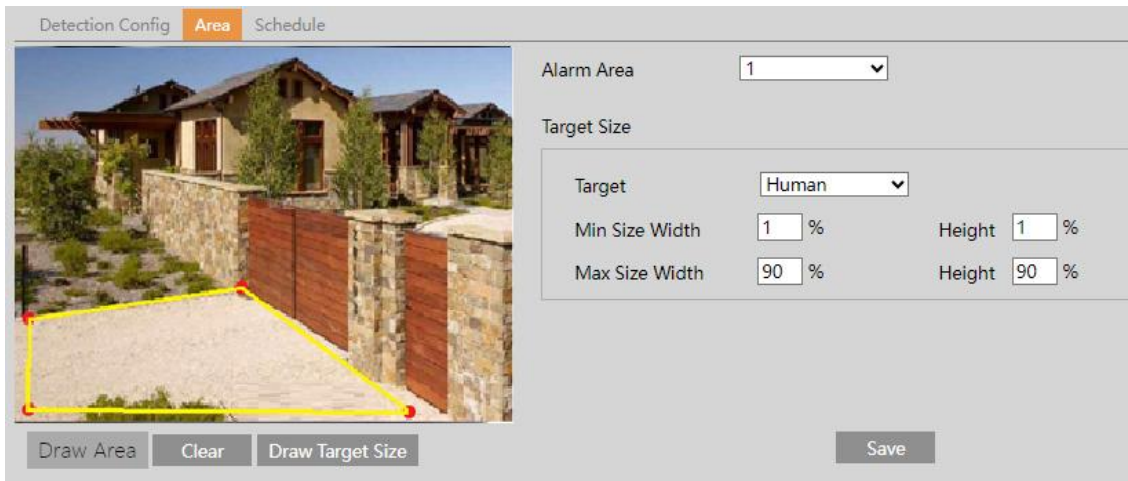 Detection Config Area Schedule
Alarm Area 1
Target Size
Target Human
Min Size Width 1 % Height 1 %
Max Size Width 90 % Height 90 %
Draw Area Clear Draw Target Size Save